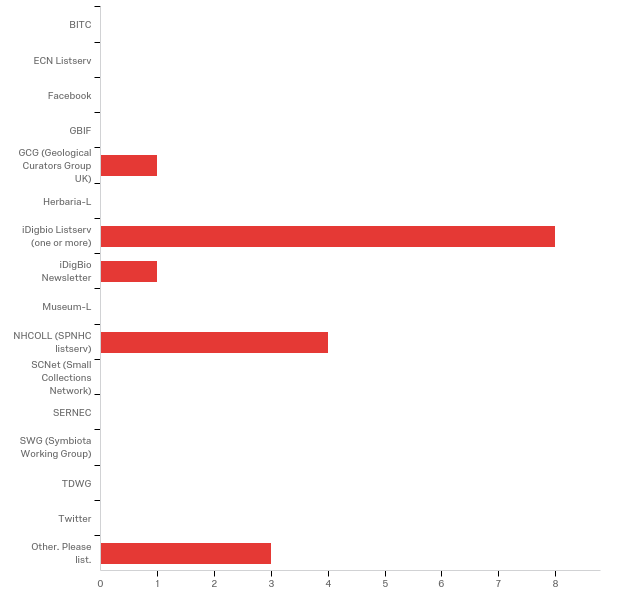 BITC
ECN Listserv
Facebook
GBIF
GCG (Geological
Curators Group
UK)
Herbaria-L
iDigbio Listserv
(one or more)
iDigBio
Newsletter
Museum-L
NHCOLL (SPNHC
listserv)
SCNet (Small
Collections
Network)
SERNEC
SWG (Symbiota
Working Group)
TDWG
Twitter
Other. Please
list.
0 1 2 3 4 5 6 7 8